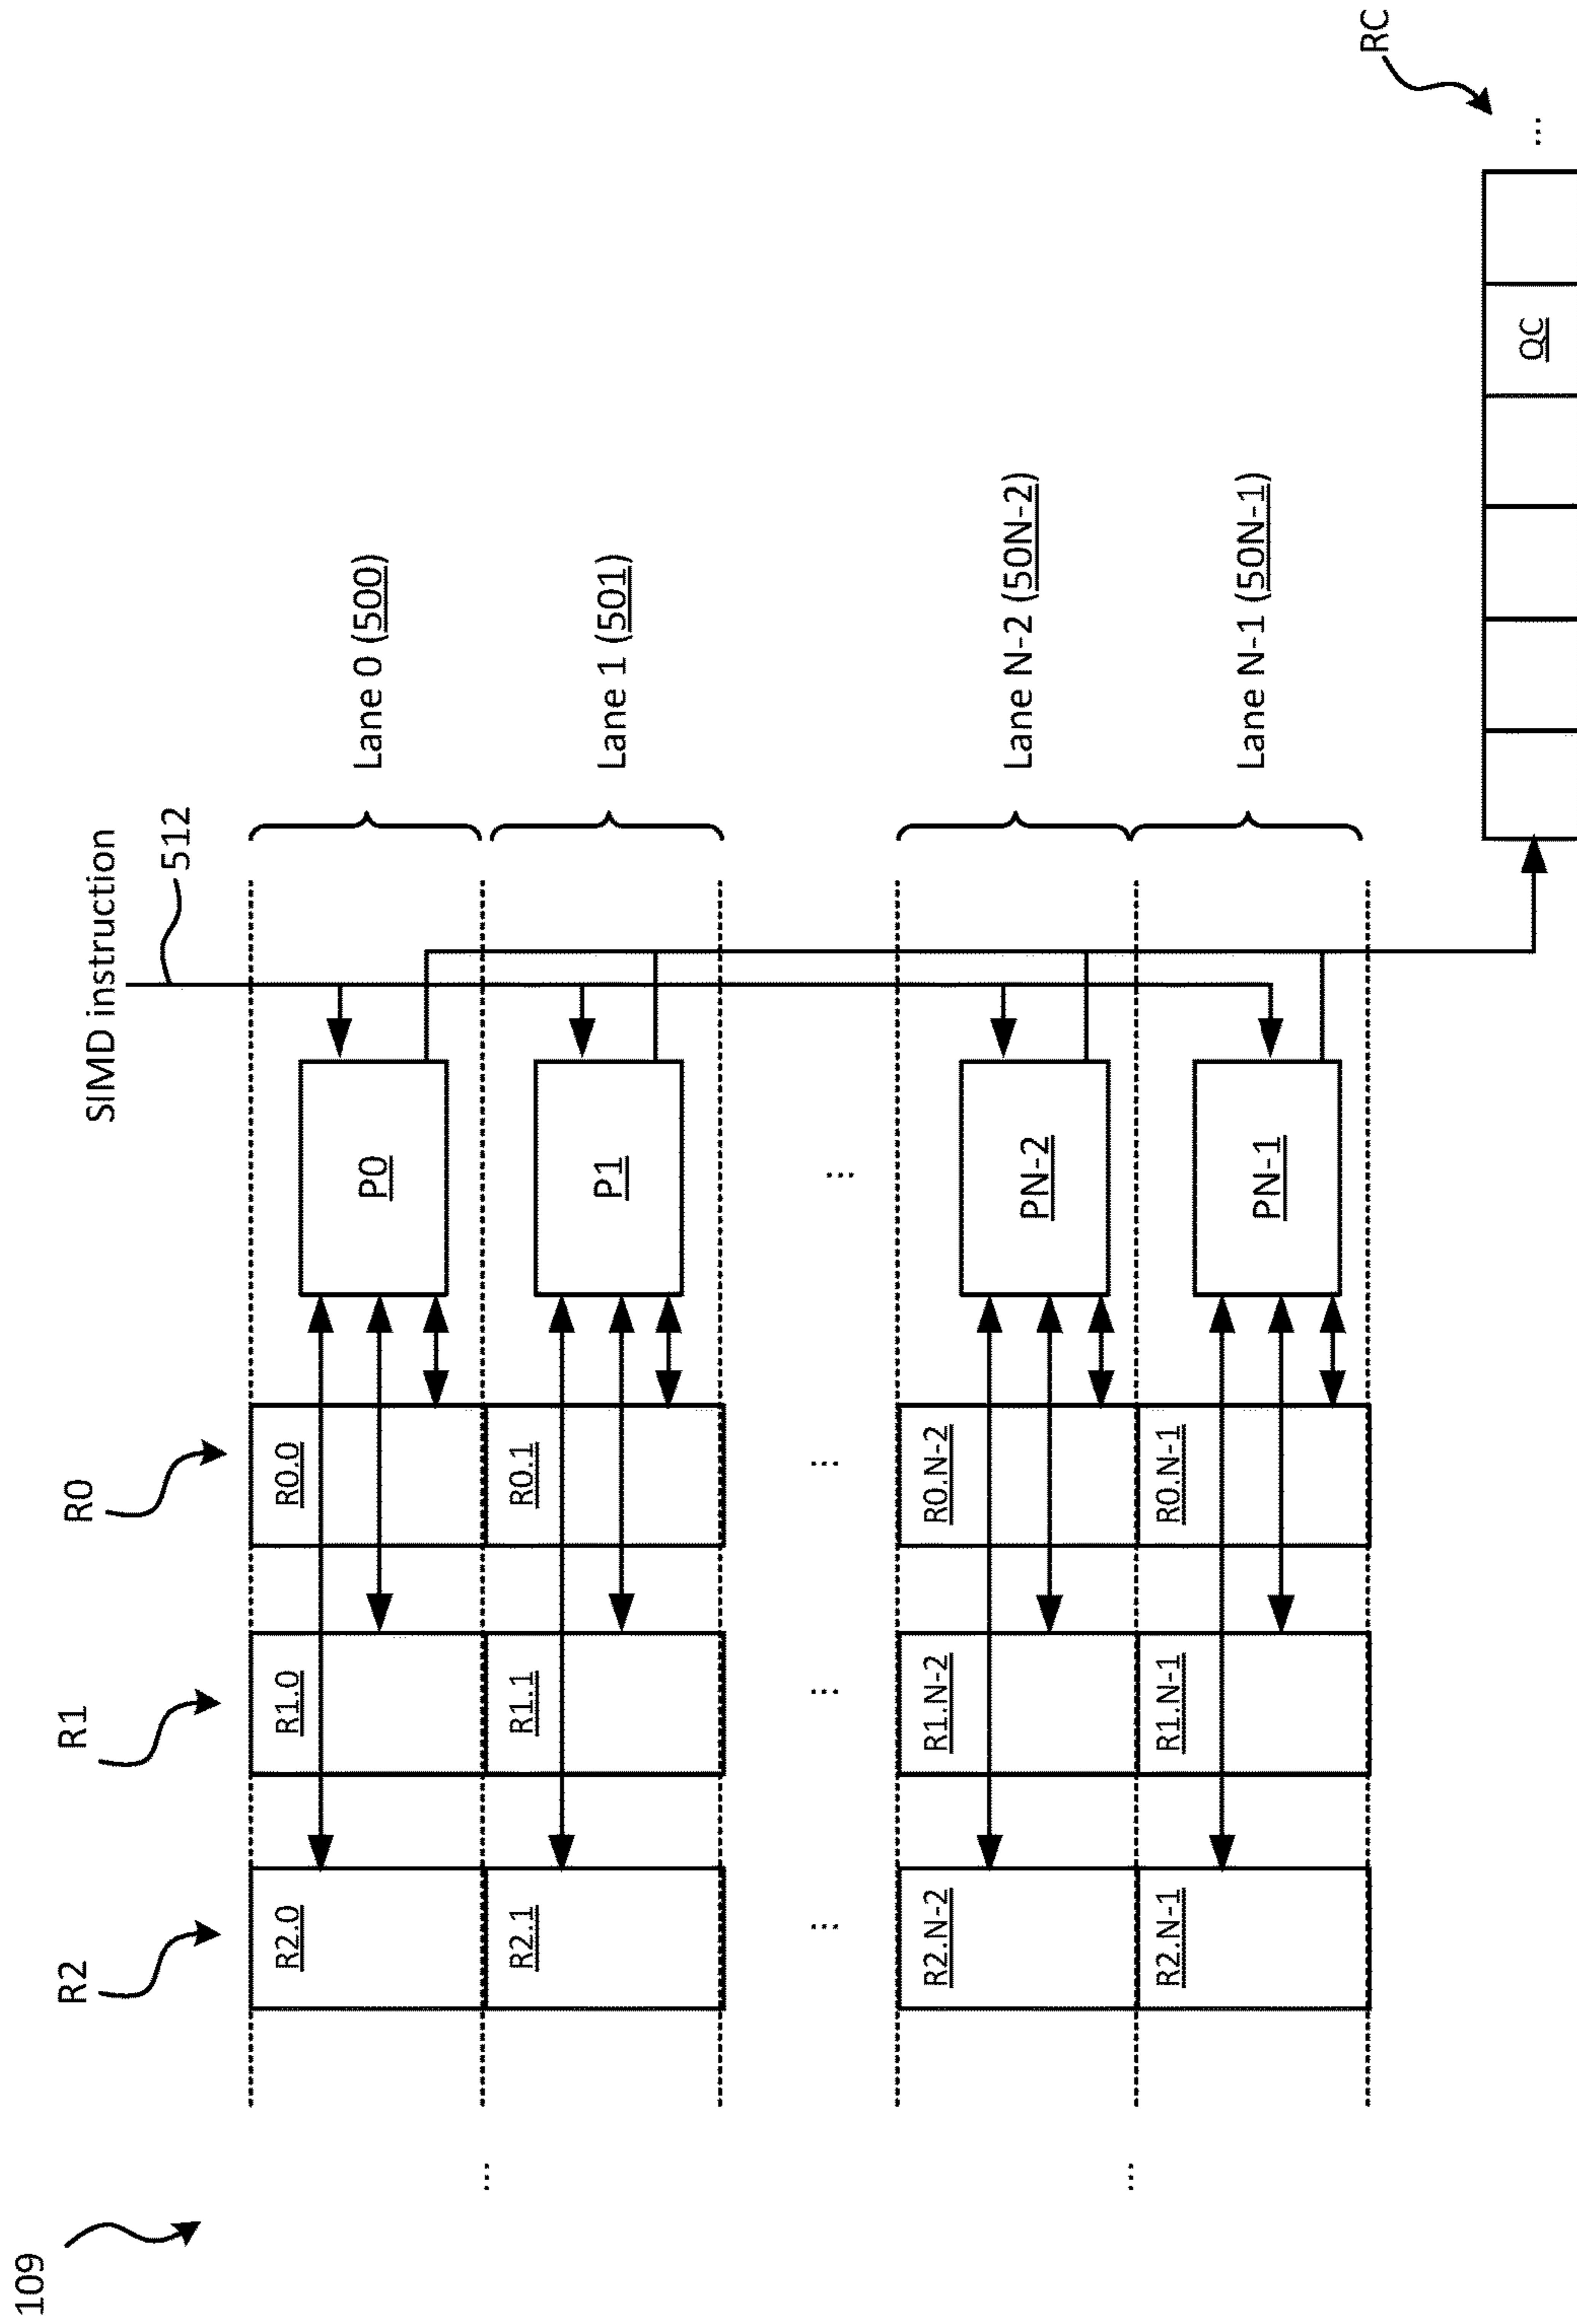 109
R2
R1
R0
SIMD instruction
512
R2.0
R1.0
R0.0
P0
Lane 0 (500)
...
R2.1
R1.1
R0.1
P1
Lane 1 (501)
...
...
...
...
R2.N-2
R1.N-2
R0.N-2
PN-2
Lane N-2 (50N-2)
...
R2.N-1
R1.N-1
R0.N-1
PN-1
Lane N-1 (50N-1)
RC
QC
...